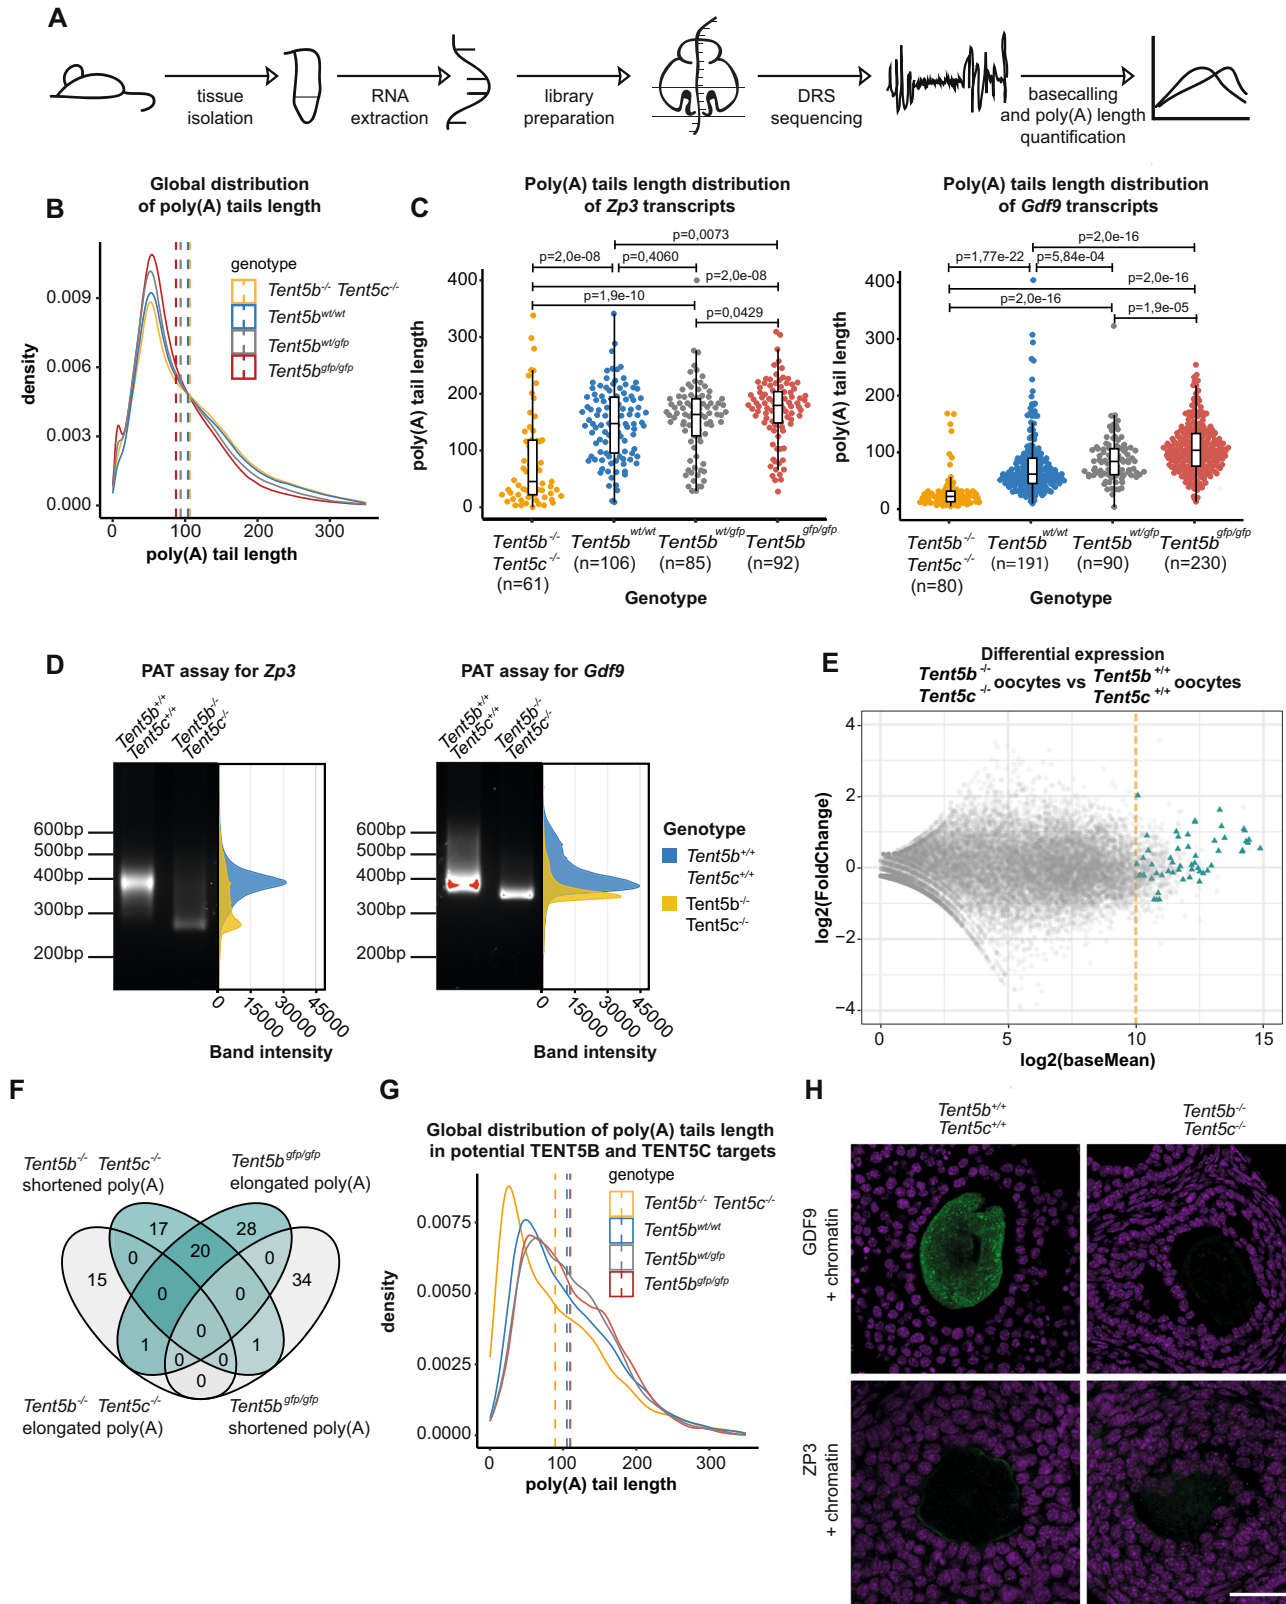 A
tissue
isolation
RNA
extraction
library
preparation
DRS
sequencing
basecalling
and poly(A) length
quantification
B
Global distribution
of poly(A) tails length
genotype
Tent5b-/- Tent5c-/-
Tent5bwt/wt
Tent5bwt/gfp
Tent5bgfp/gfp
density
0.009
0.006
0.003
0.000
0
100
200
300
poly(A) tail length
C
Poly(A) tails length distribution
of Zp3 transcripts
p=0,0073
p=2,0e-08
p=0,4060
p=2,0e-08
p=1,9e-10
p=0,0429
poly(A) tail length
400
300
200
100
0
Tent5b-/-
Tent5c-/-
(n=61)
Tent5bwt/wt
(n=106)
Tent5bwt/gfp
(n=85)
Tent5bgfp/gfp
(n=92)
Genotype
Poly(A) tails length distribution
of Gdf9 transcripts
p=2,0e-16
p=1,77e-22
p=5,84e-04
p=2,0e-16
p=2,0e-16
p=1,9e-05
poly(A) tail length
400
300
200
100
0
Tent5b-/-
Tent5c-/-
(n=80)
Tent5bwt/wt
(n=191)
Tent5bwt/gfp
(n=90)
Tent5bgfp/gfp
(n=230)
Genotype
D
PAT assay for Zp3
Tent5b+/+
Tent5c+/+
Tent5b-/-
Tent5c-/-
600bp
500bp
400bp
300bp
200bp
0
15000
30000
45000
Band intensity
PAT assay for Gdf9
Tent5b+/+
Tent5c+/+
Tent5b-/-
Tent5c-/-
600bp
500bp
400bp
300bp
200bp
0
15000
30000
45000
Band intensity
Genotype
Tent5b+/+
Tent5c+/+
Tent5b-/-
Tent5c-/-
E
Differential expression
Tent5b-/-
Tent5c-/-
oocytes vs
Tent5b+/+
Tent5c+/+
oocytes
log2(FoldChange)
4
2
0
−2
−4
0
5
10
15
log2(baseMean)
F
Tent5b-/- Tent5c-/-
shortened poly(A)
Tent5bgfp/gfp
elongated poly(A)
17
28
0
20
0
15
34
0
0
0
1
1
0
0
0
Tent5b-/- Tent5c-/-
elongated poly(A)
Tent5bgfp/gfp
shortened poly(A)
G
Global distribution of poly(A) tails length
in potential TENT5B and TENT5C targets
genotype
Tent5b-/- Tent5c-/-
Tent5bwt/wt
Tent5bwt/gfp
Tent5bgfp/gfp
density
0.0075
0.0050
0.0025
0.0000
0
100
200
300
poly(A) tail length
H
Tent5b+/+
Tent5c+/+
Tent5b-/-
Tent5c-/-
GDF9
+ chromatin
ZP3
+ chromatin